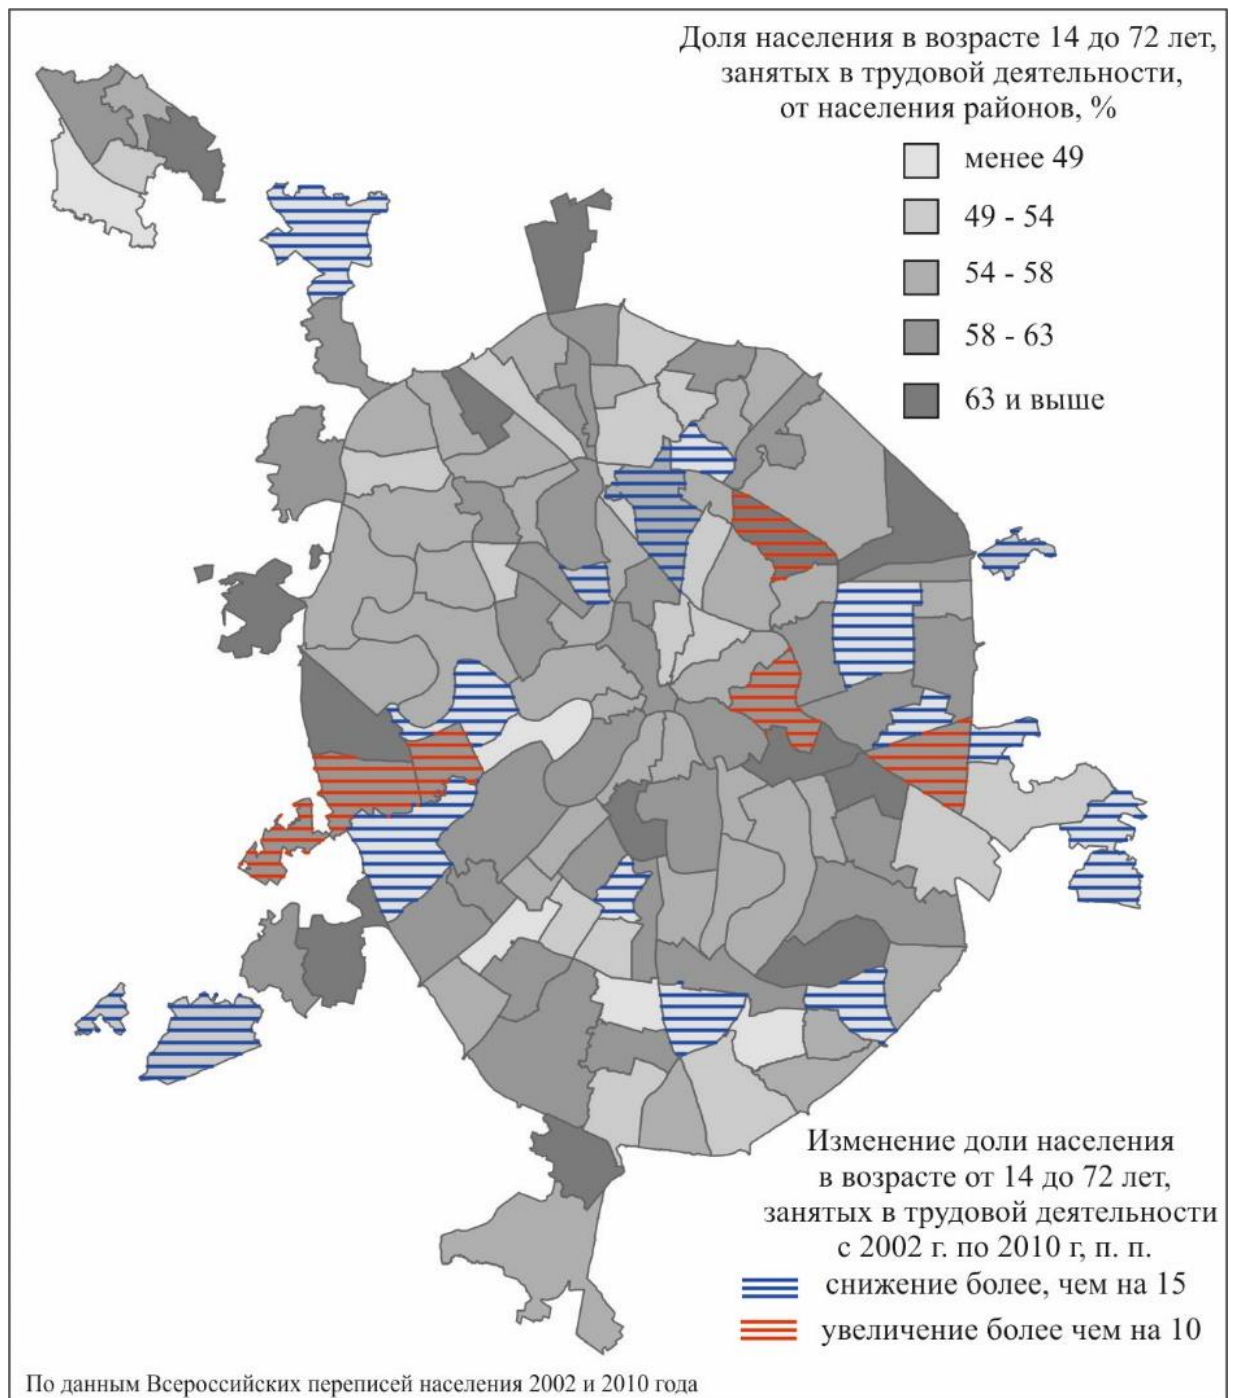 Доля населения в возрасте 14 до 72 лет,
занятых в трудовой деятельности,
от населения районов, %
менее 49
49 - 54
54 - 58
58 - 63
63 и выше
Изменение доли населения
в возрасте от 14 до 72 лет,
занятых в трудовой деятельности
с 2002 г. по 2010 г, п. п.
снижение более, чем на 15
увеличение более чем на 10
По данным Всероссийских переписей населения 2002 и 2010 года